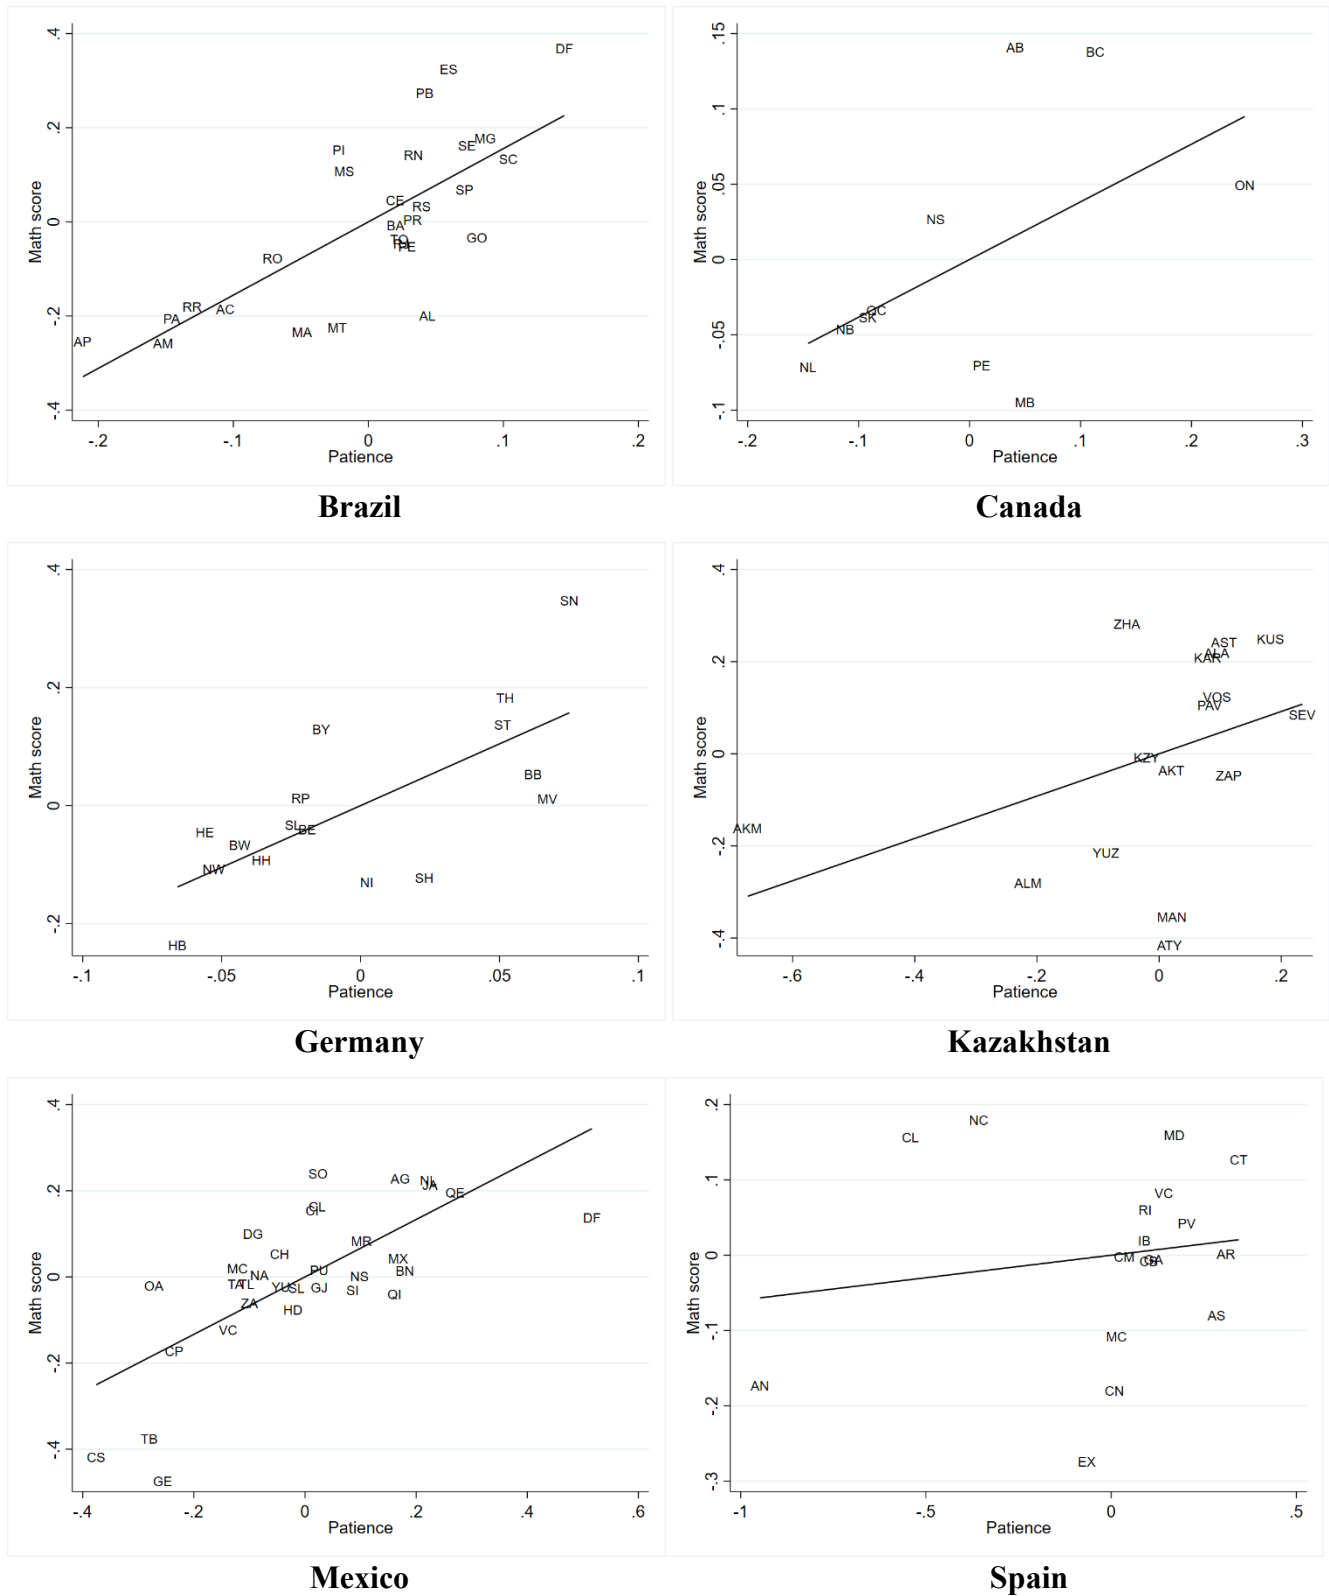 .4
.2
0
-.2
-.4
Math score
DF
ES
PB
MG
SE
PI
RN
SC
MS
SP
CE
RS
PR
BA
TO
PE
GO
RO
RR
AC
PA
AL
MT
MA
AP
AM
-.2 -.1 0 .1 .2
Patience
Brazil
.15
.1
.05
0
-.05
-.1
Math score
AB
BC
ON
NS
QC
SK
NB
NL
PE
MB
-.2 -.1 0 .1 .2 .3
Patience
Canada
.4
.2
0
-.2
Math score
SN
TH
ST
BY
BB
RP
MV
SL
BE
HE
BW
HH
NW
NI
SH
HB
-.1 -.05 0 .05 .1
Patience
Germany
.4
.2
0
-.2
-.4
Math score
ZHA
KUS
AST
ALA
KAR
VOS
PAV
SEV
KZY
AKT
ZAP
AKM
YUZ
ALM
MAN
ATY
-.6 -.4 -.2 0 .2
Patience
Kazakhstan
.4
.2
0
-.2
-.4
Math score
SO
AG
NL
JA
QE
CL
CI
DF
DG
MR
CH
MX
MC
PU
BN
NA
NS
TA
TL
OA
YU
SL
GJ
SI
QI
ZA
HD
VC
CP
TB
CS
GE
-.4 -.2 0 .2 .4 .6
Patience
Mexico
.2
.1
0
-.1
-.2
-.3
Math score
NC
CL
MD
CT
VC
RI
PV
IB
CM
CB
GA
AR
AS
MC
AN
CN
EX
-1 -.5 0 .5
Patience
Spain